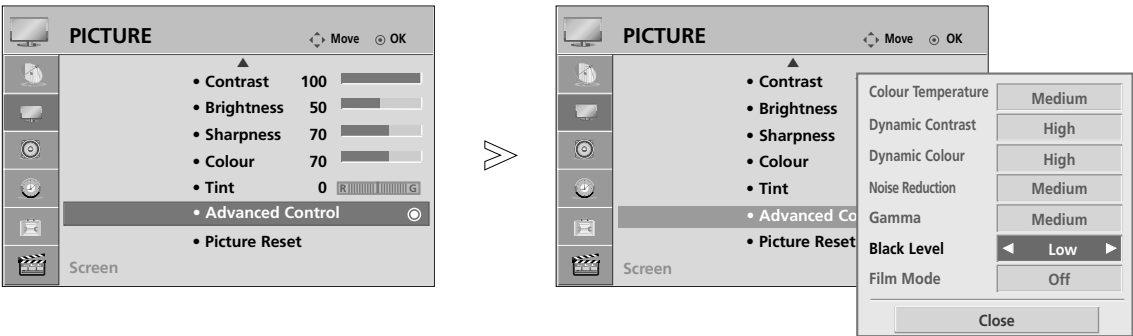 PICTURE Move OK
• Contrast 100
• Brightness 50
• Sharpness 70
• Colour 70
• Tint 0 R G
• Advanced Control
• Picture Reset
Screen
PICTURE Move OK
• Contrast
• Brightness
• Sharpness
• Colour
• Tint
• Advanced Co
• Picture Reset
Screen
Colour Temperature Medium
Dynamic Contrast High
Dynamic Colour High
Noise Reduction Medium
Gamma Medium
Black Level Low
Film Mode Off
Close